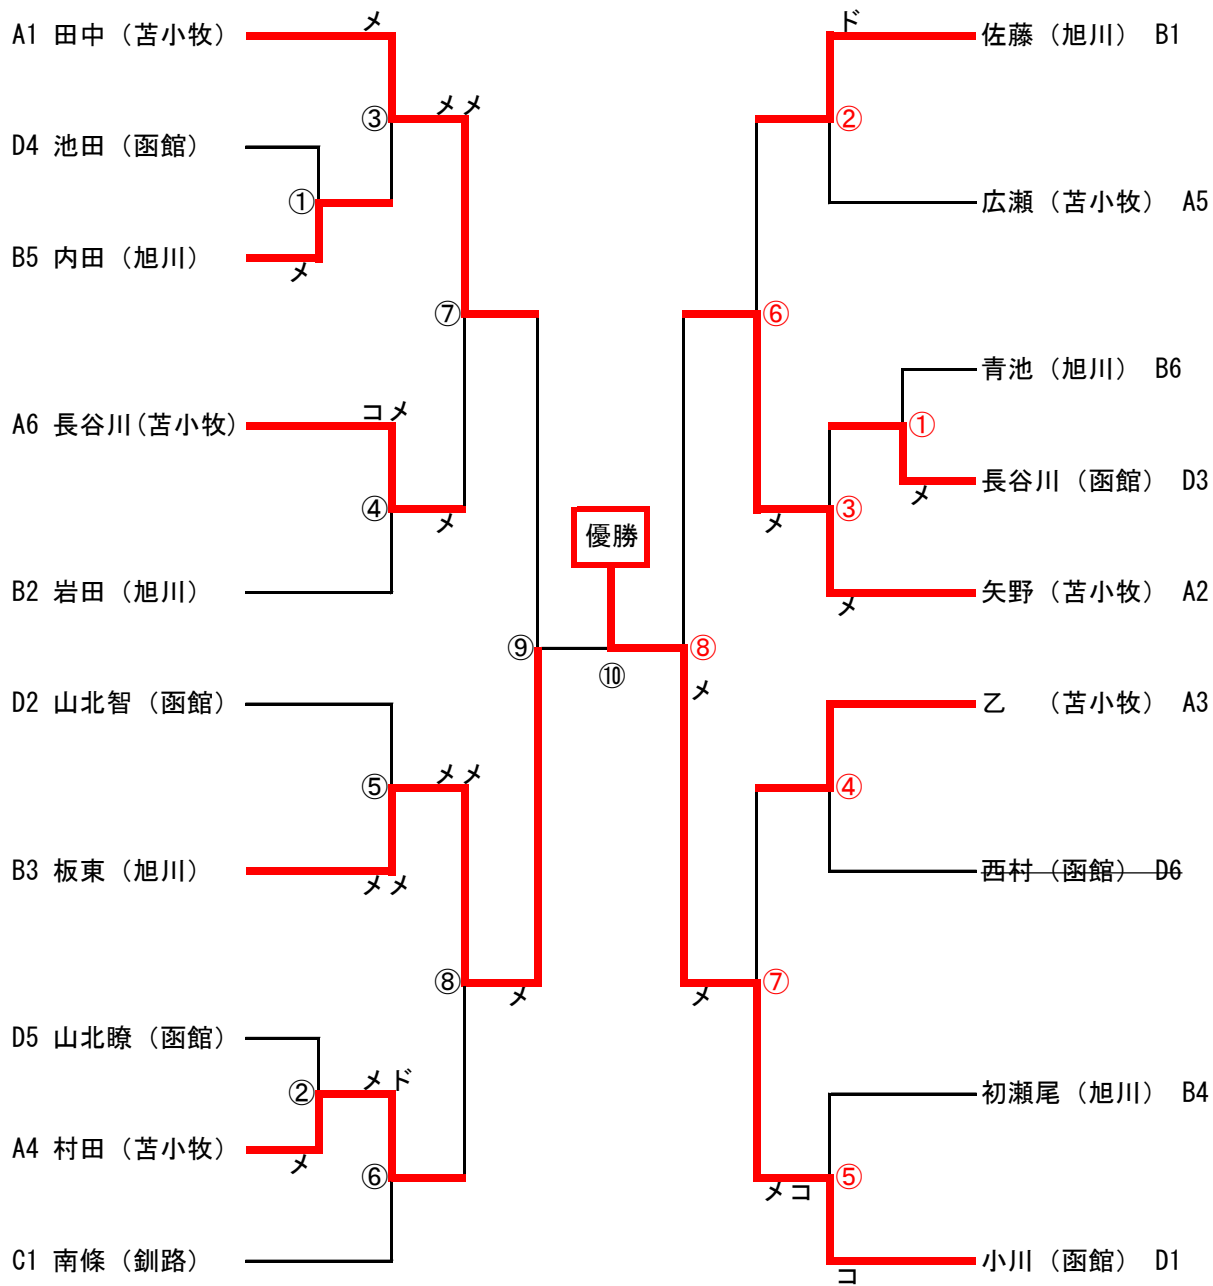 メ
A1 田中（苫小牧）
③
メメ
D4 池田（函館）
①
B5 内田（旭川）
メ
⑦
コメ
A6 長谷川(苫小牧)
④
メ
B2 岩田（旭川）
⑨
D2 山北智（函館）
⑤
メメ
B3 板東（旭川）
メメ
⑧
メ
D5 山北瞭（函館）
②
メド
A4 村田（苫小牧）
メ
⑥
C1 南條（釧路）
優勝
⑩
ド
佐藤（旭川） B1
②
広瀬（苫小牧） A5
⑥
青池（旭川） B6
①
長谷川（函館） D3
メ
③
メ
矢野（苫小牧） A2
メ
⑧
メ
乙　（苫小牧） A3
④
西村（函館） D6
⑦
メ
初瀬尾（旭川） B4
⑤
メコ
小川（函館） D1
コ